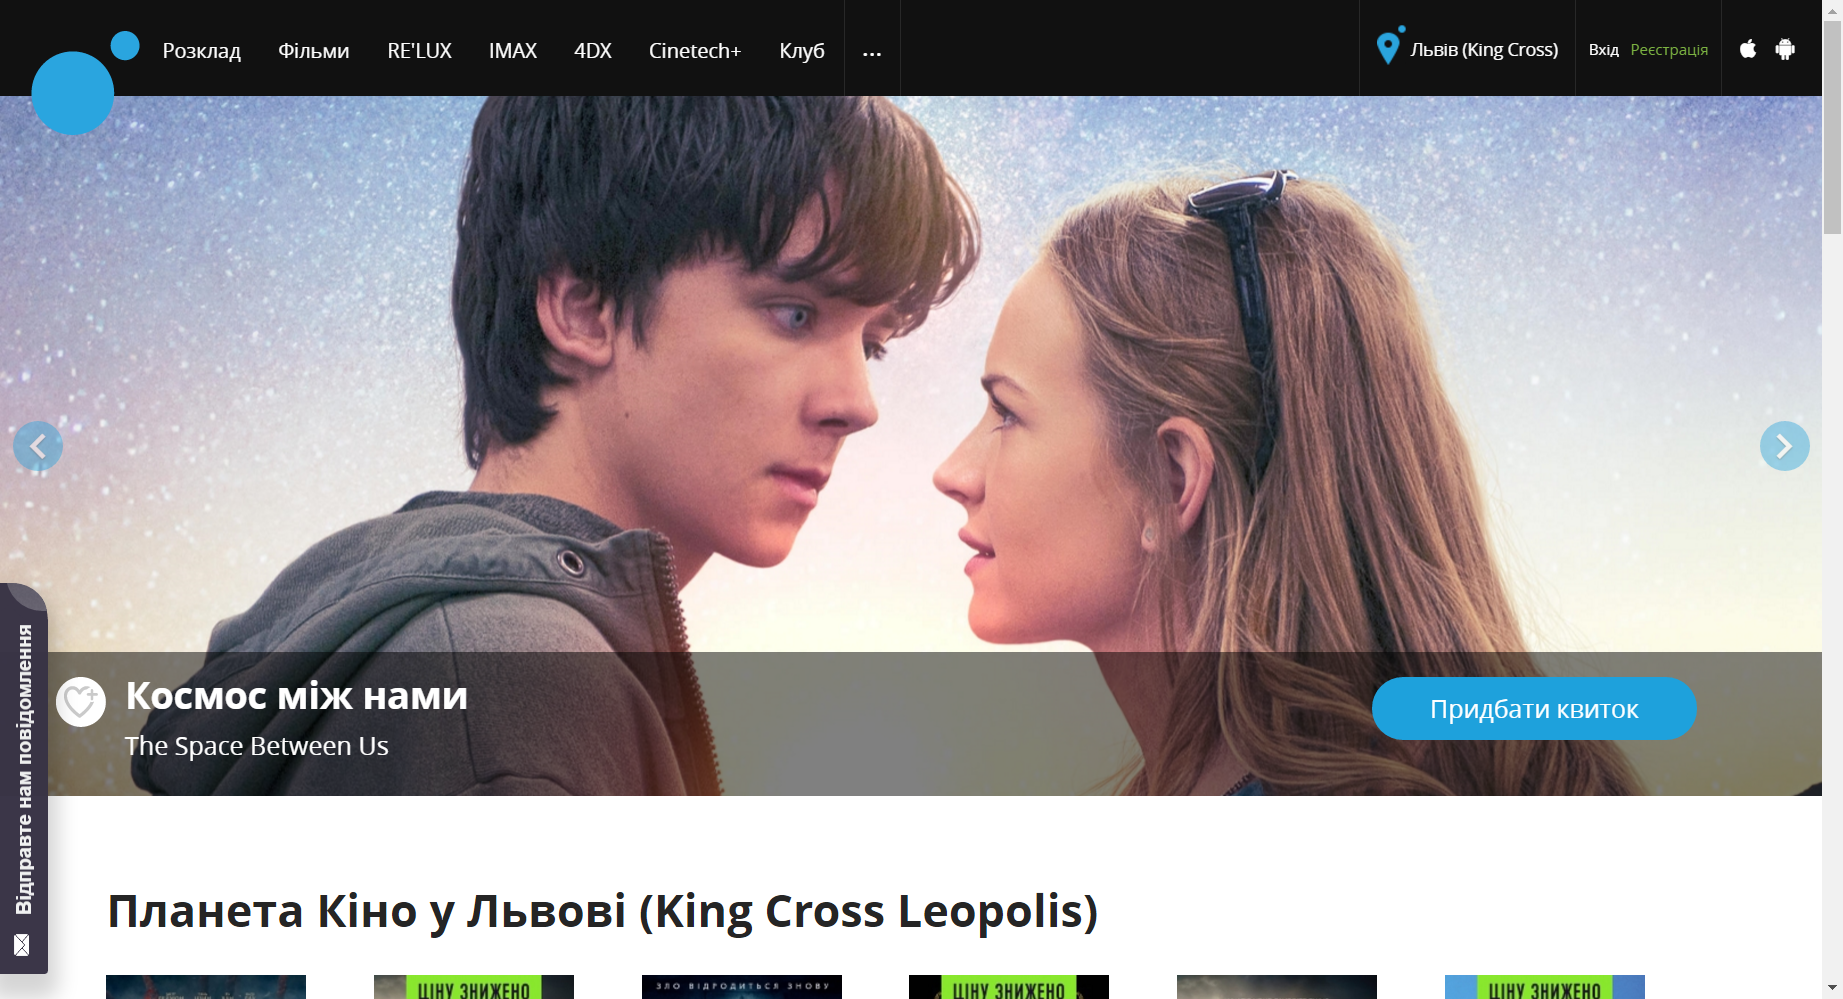 Розклад Фільми RE'LUX IMAX 4DX Cinetech+ Клуб ... Львів (King Cross) Вхід Реєстрація
Космос між нами
The Space Between Us
Придбати квиток
Відправте нам повідомлення
Планета Кіно у Львові (King Cross Leopolis)
ЦІНУ ЗНИЖЕНО
ЗЛО ВІДРОДИТЬСЯ ЗНОВУ
ЦІНУ ЗНИЖЕНО
ЦІНУ ЗНИЖЕНО